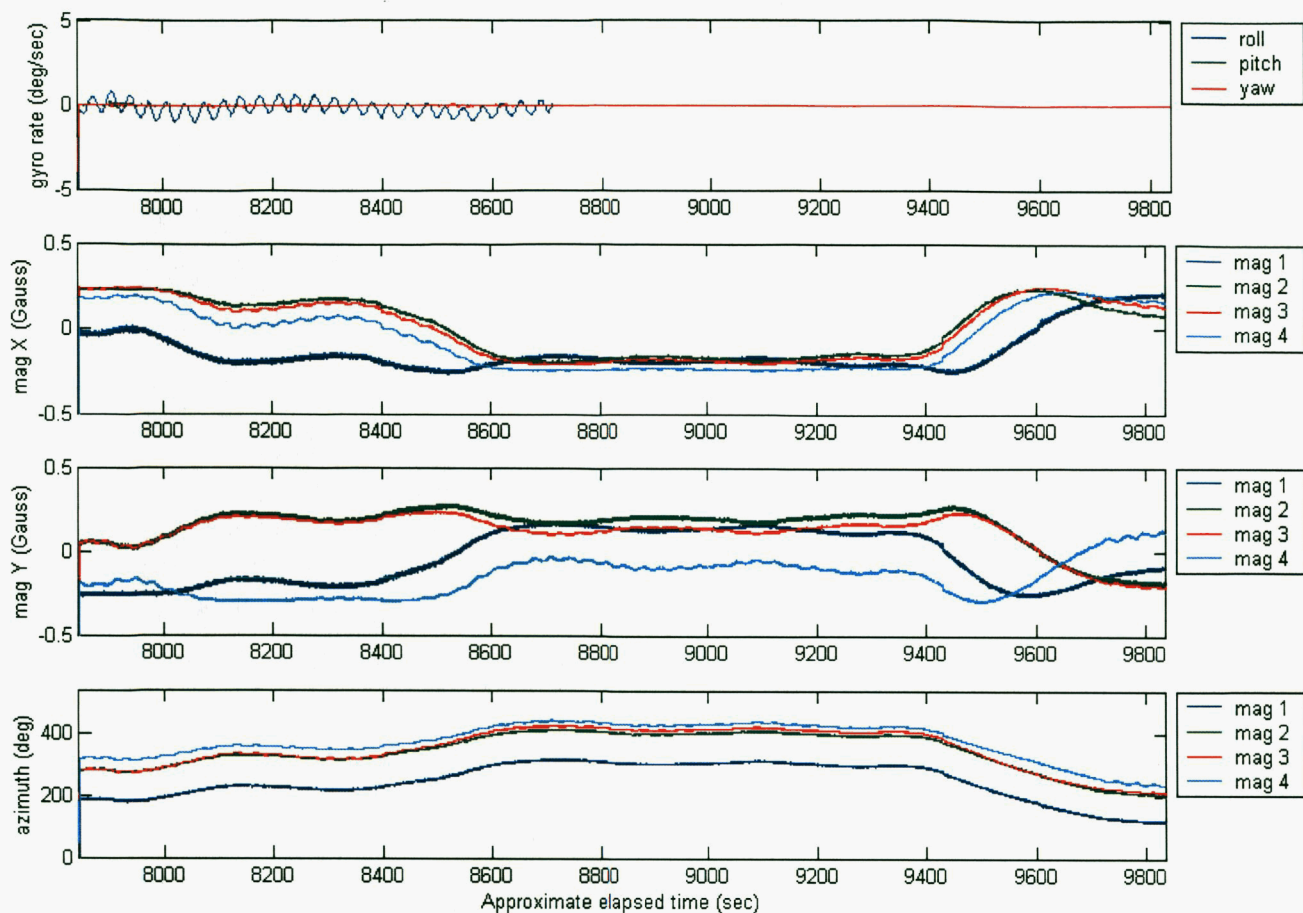 5
0
-5
gyro rate (deg/sec)
8000 8200 8400 8600 8800 9000 9200 9400 9600 9800
roll
pitch
yaw
0.5
0
-0.5
mag X (Gauss)
8000 8200 8400 8600 8800 9000 9200 9400 9600 9800
mag 1
mag 2
mag 3
mag 4
0.5
0
-0.5
mag Y (Gauss)
8000 8200 8400 8600 8800 9000 9200 9400 9600 9800
mag 1
mag 2
mag 3
mag 4
400
200
0
azimuth (deg)
8000 8200 8400 8600 8800 9000 9200 9400 9600 9800
mag 1
mag 2
mag 3
mag 4
Approximate elapsed time (sec)